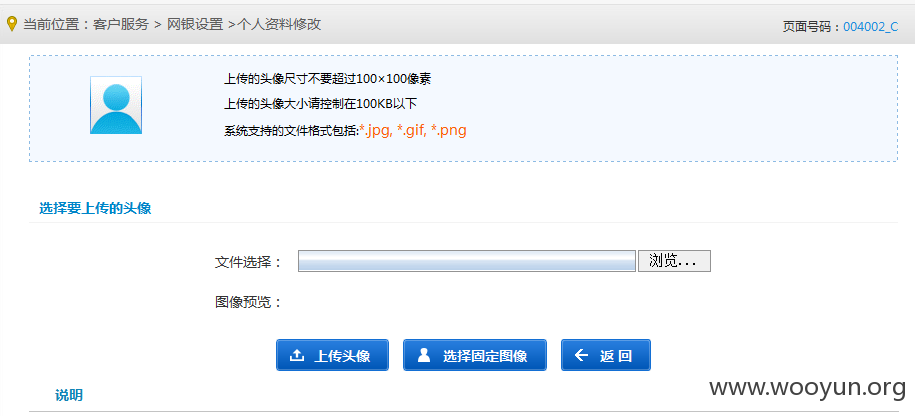 当前位置：客户服务 > 网银设置 >个人资料修改
页面号码：004002_C
上传的头像尺寸不要超过100×100像素
上传的头像大小请控制在100KB以下
系统支持的文件格式包括:*.jpg, *.gif, *.png
选择要上传的头像
文件选择：
浏览...
图像预览：
上传头像
选择固定图像
返 回
说明
www.wooyun.org